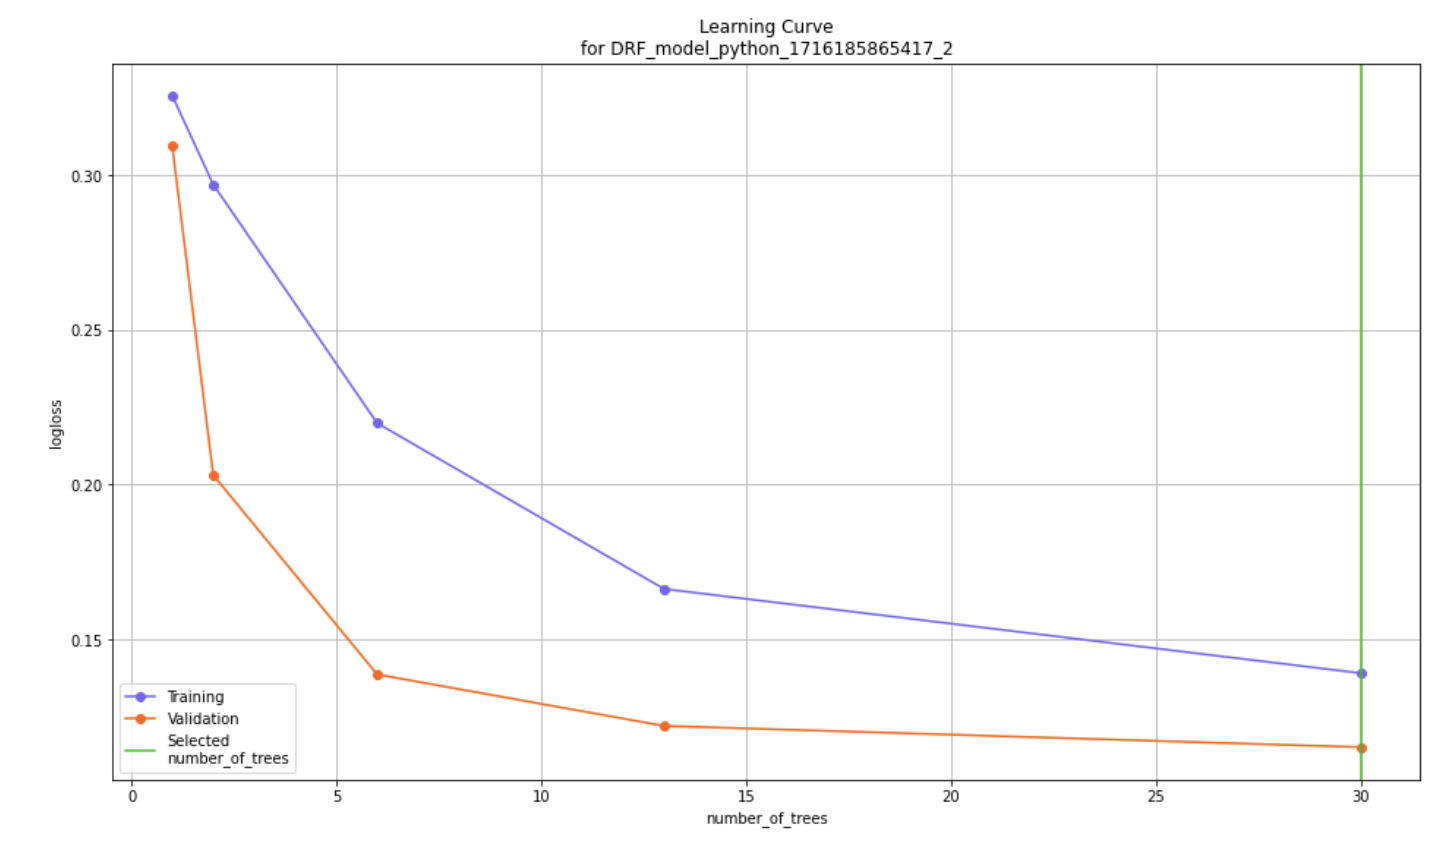 Learning Curve
for DRF_model_python_1716185865417_2
logloss
0.30
0.25
0.20
0.15
Training
Validation
Selected
number_of_trees
0 5 10 15 20 25 30
number_of_trees